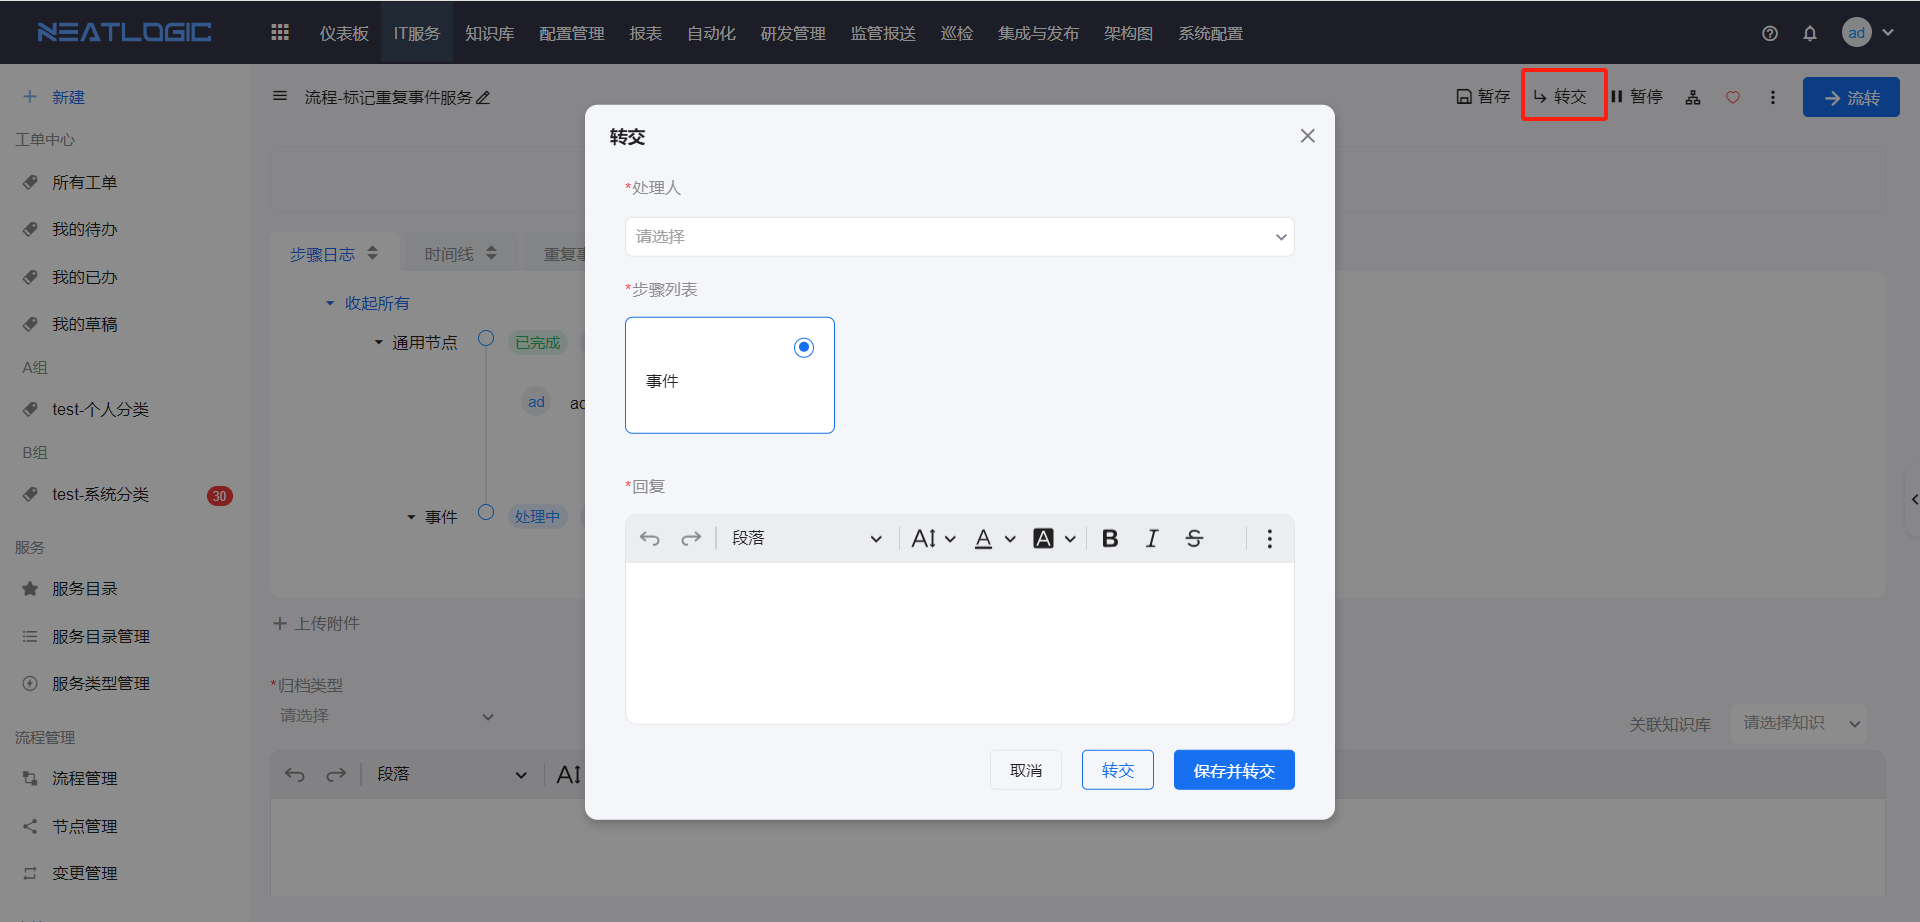 NEATLOGIC
仪表板 IT服务 知识库 配置管理 报表 自动化 研发管理 监管报送 巡检 集成与发布 架构图 系统配置
ad
新建
工单中心
所有工单
我的待办
我的已办
我的草稿
A组
test-个人分类
B组
test-系统分类 30
服务
服务目录
服务目录管理
服务类型管理
流程管理
流程管理
节点管理
变更管理
流程-标记重复事件服务
暂存 转交 暂停 流转
步骤日志 时间线 重复事
收起所有
通用节点 已完成
ad ad
事件 处理中
上传附件
*归档类型
请选择
关联知识库 请选择知识
段落 A
转交
*处理人
请选择
*步骤列表
事件
*回复
段落 A A A B I S
取消 转交 保存并转交